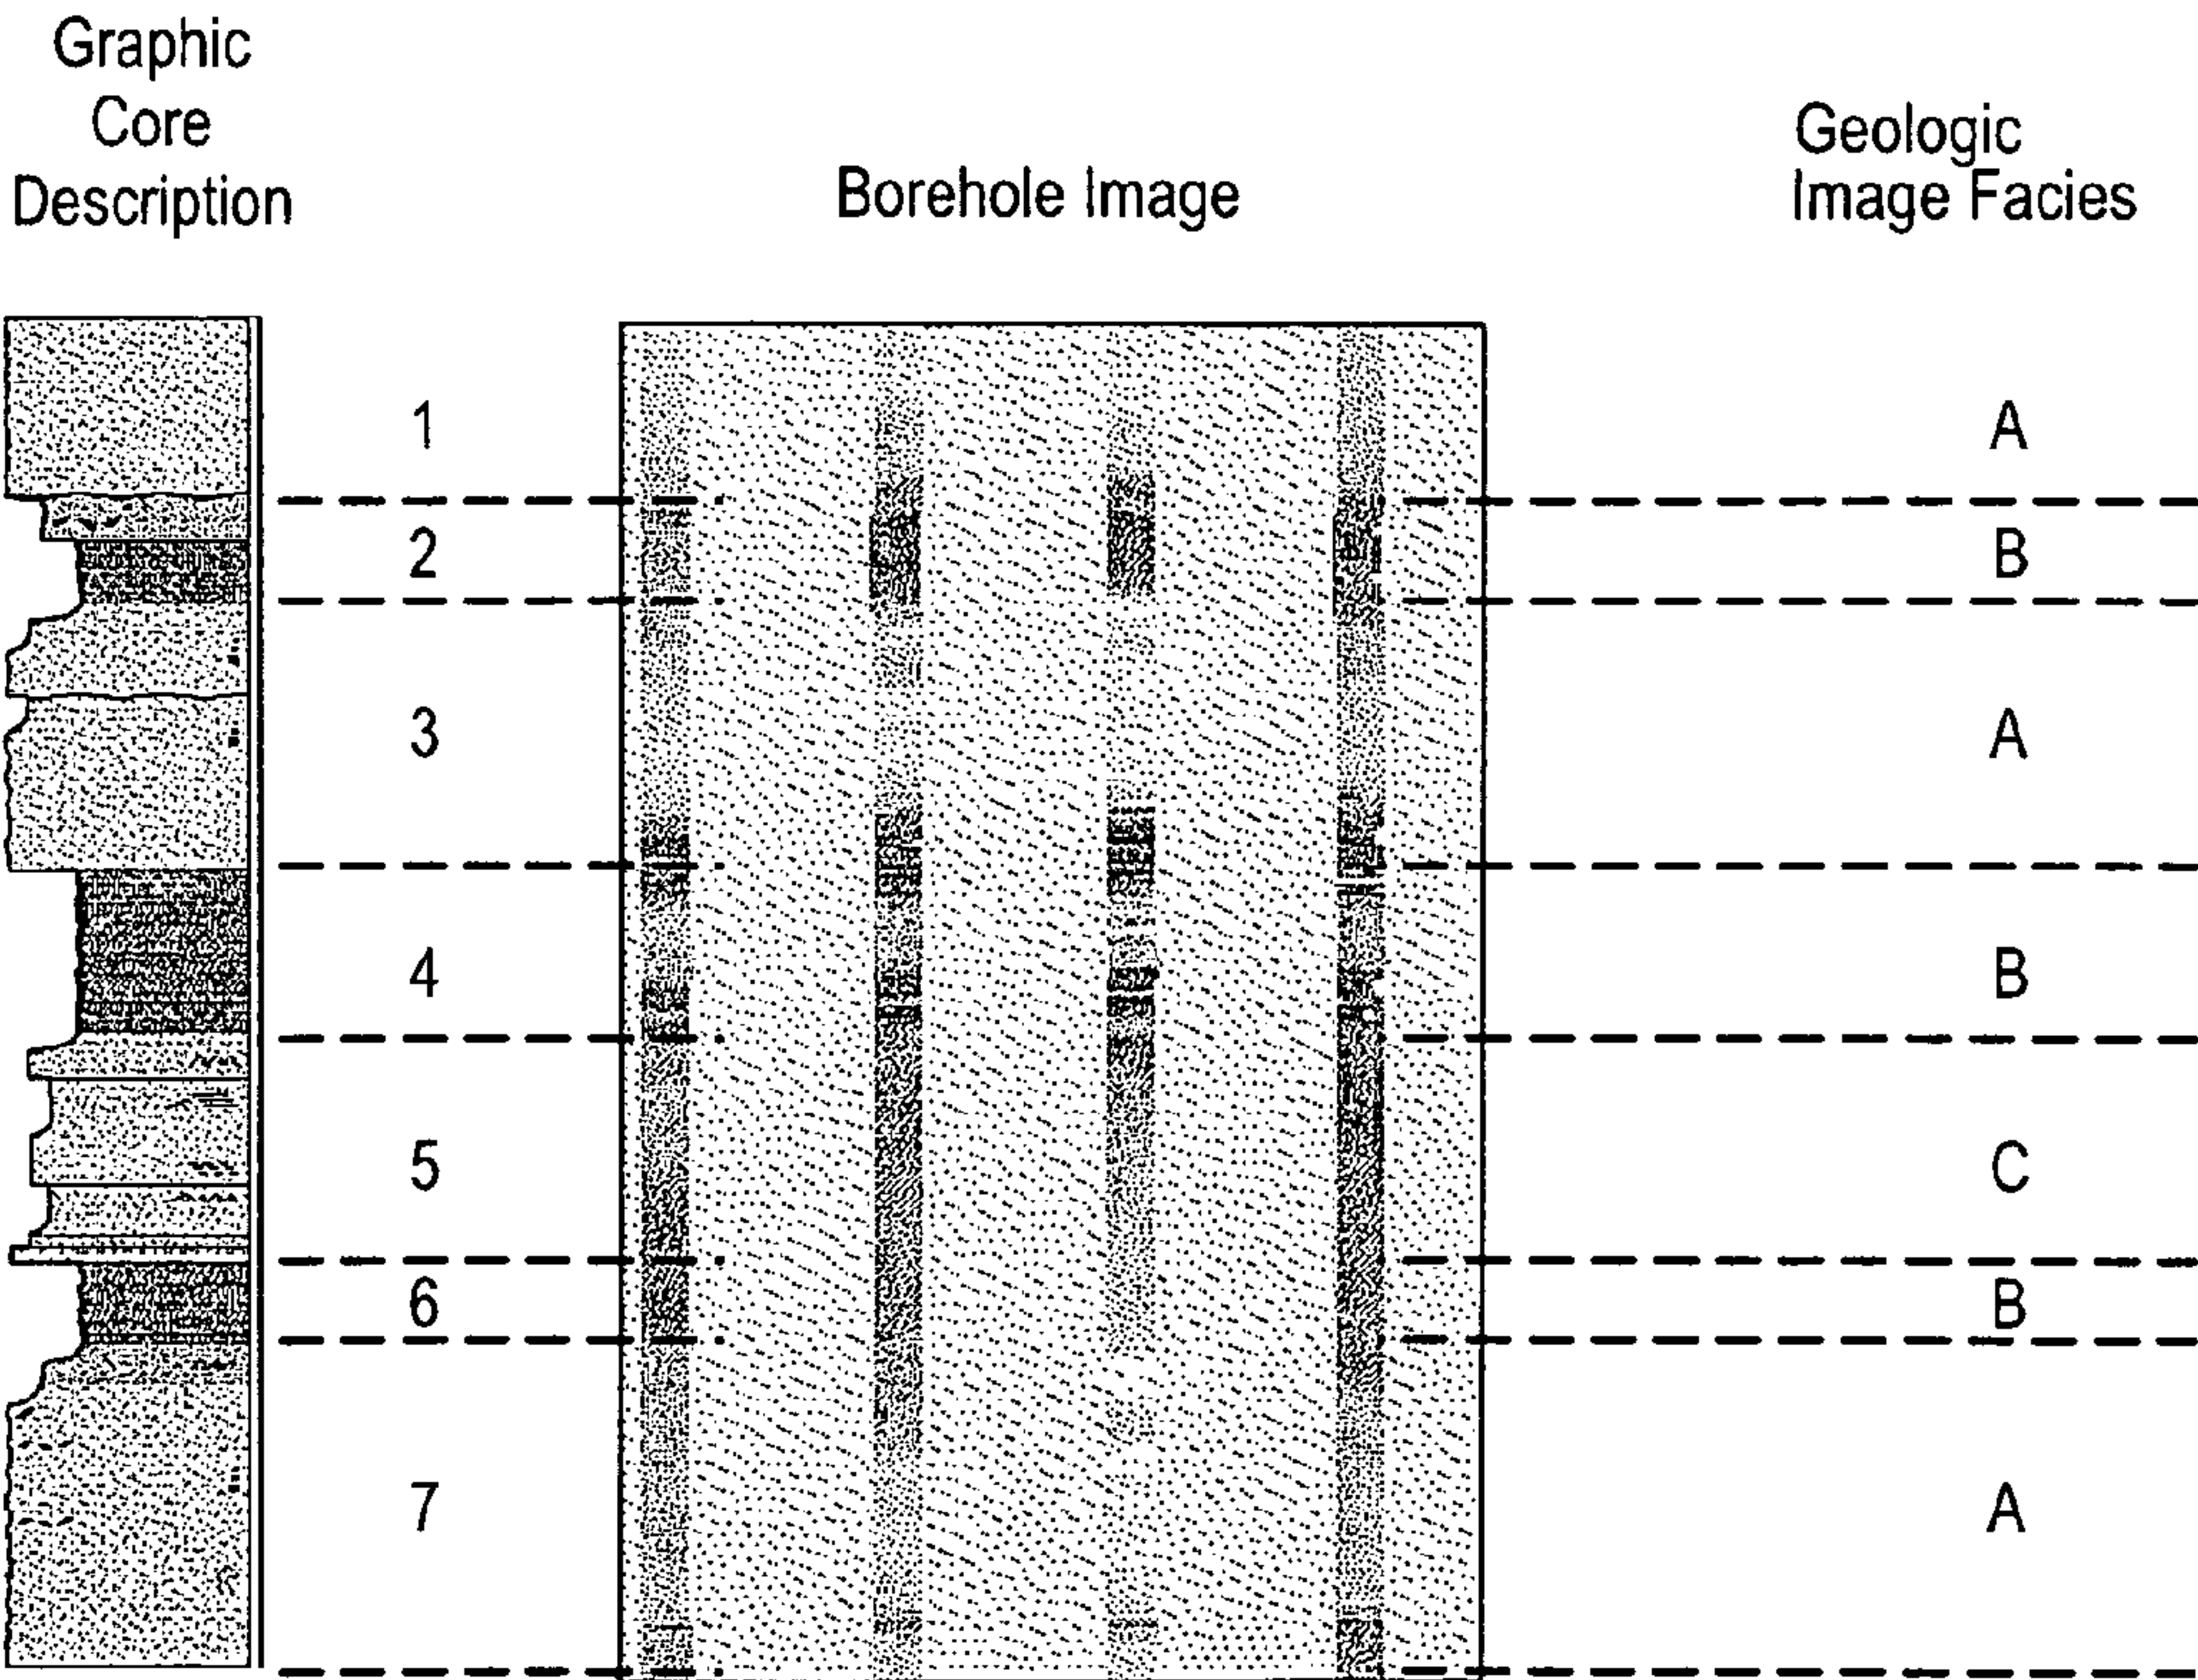 Graphic
Core
Description
Borehole Image
Geologic
Image Facies
1
A
2
B
3
A
4
B
5
C
6
B
7
A